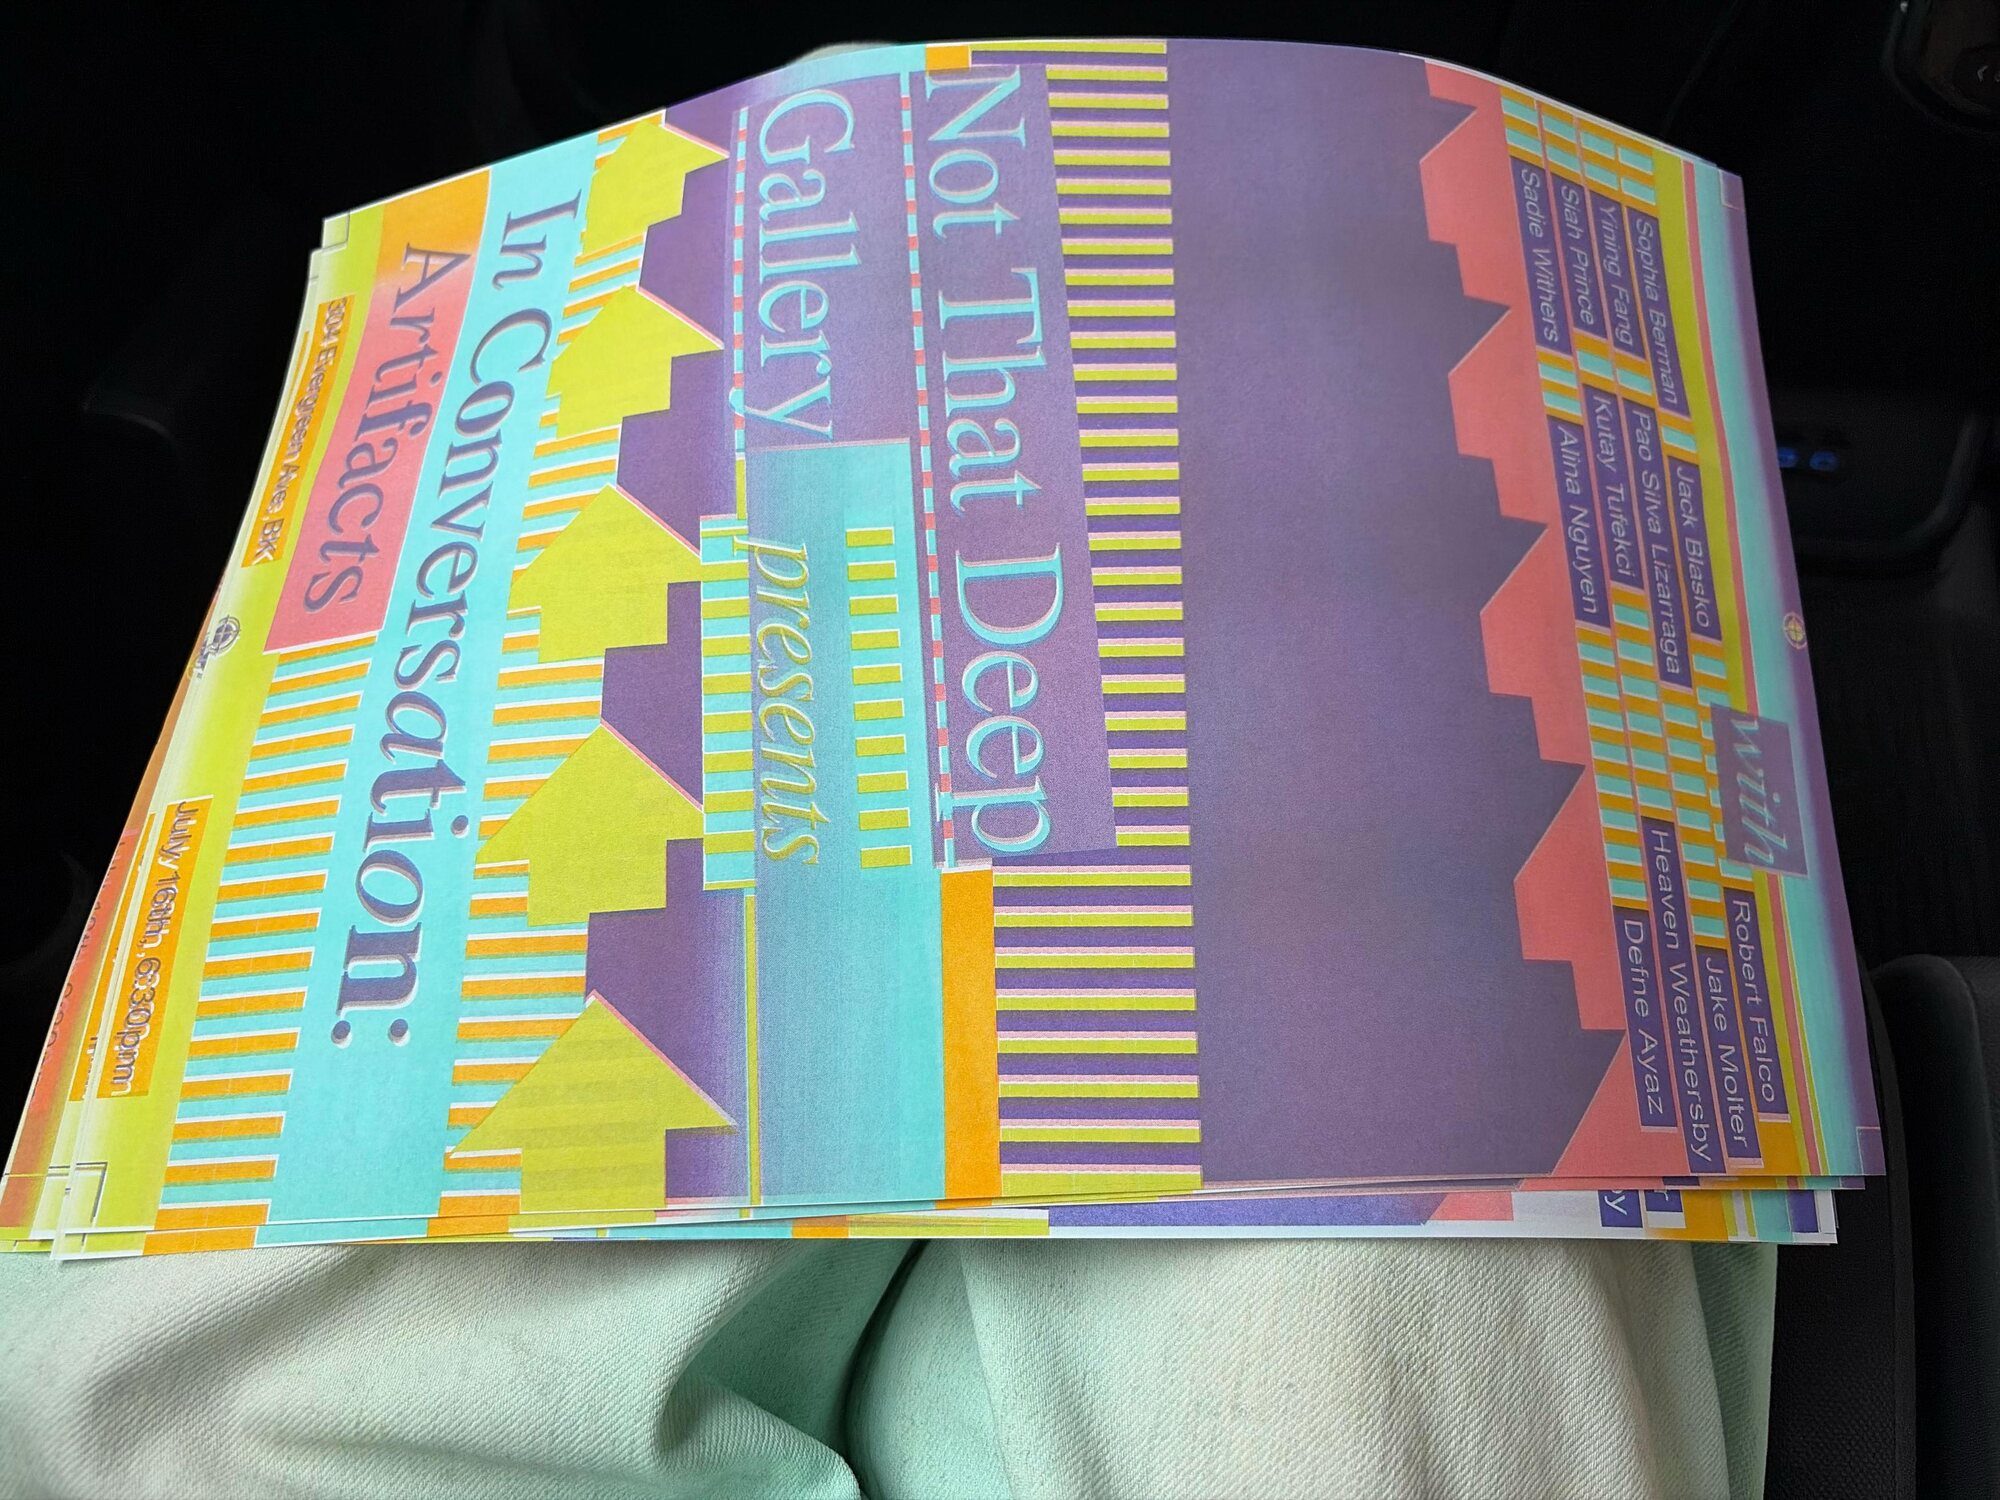 with
Sophia Berman Jack Blasko Robert Falco
Yiming Fang Pao Silva Lizarraga Jake Molter
Siah Prince Kutay Tufekci Heaven Weathersby
Sadie Withers Alina Nguyen Defne Ayaz
Not That Deep
Gallery presents
In Conversation:
Artifacts
304 Evergreen Ave, BK July 16th, 6:30pm